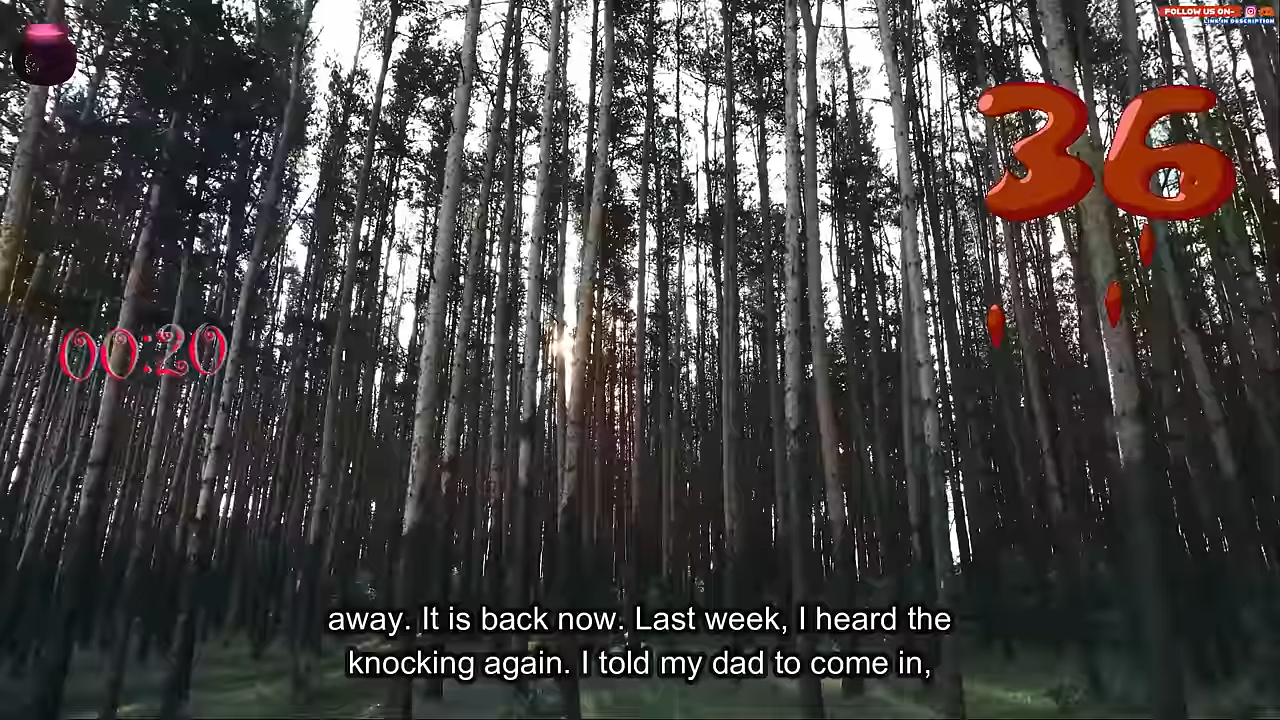 FOLLOW US ON-
LINK IN DESCRIPTION
36
00:20
away. It is back now. Last week, I heard the
knocking again. I told my dad to come in,